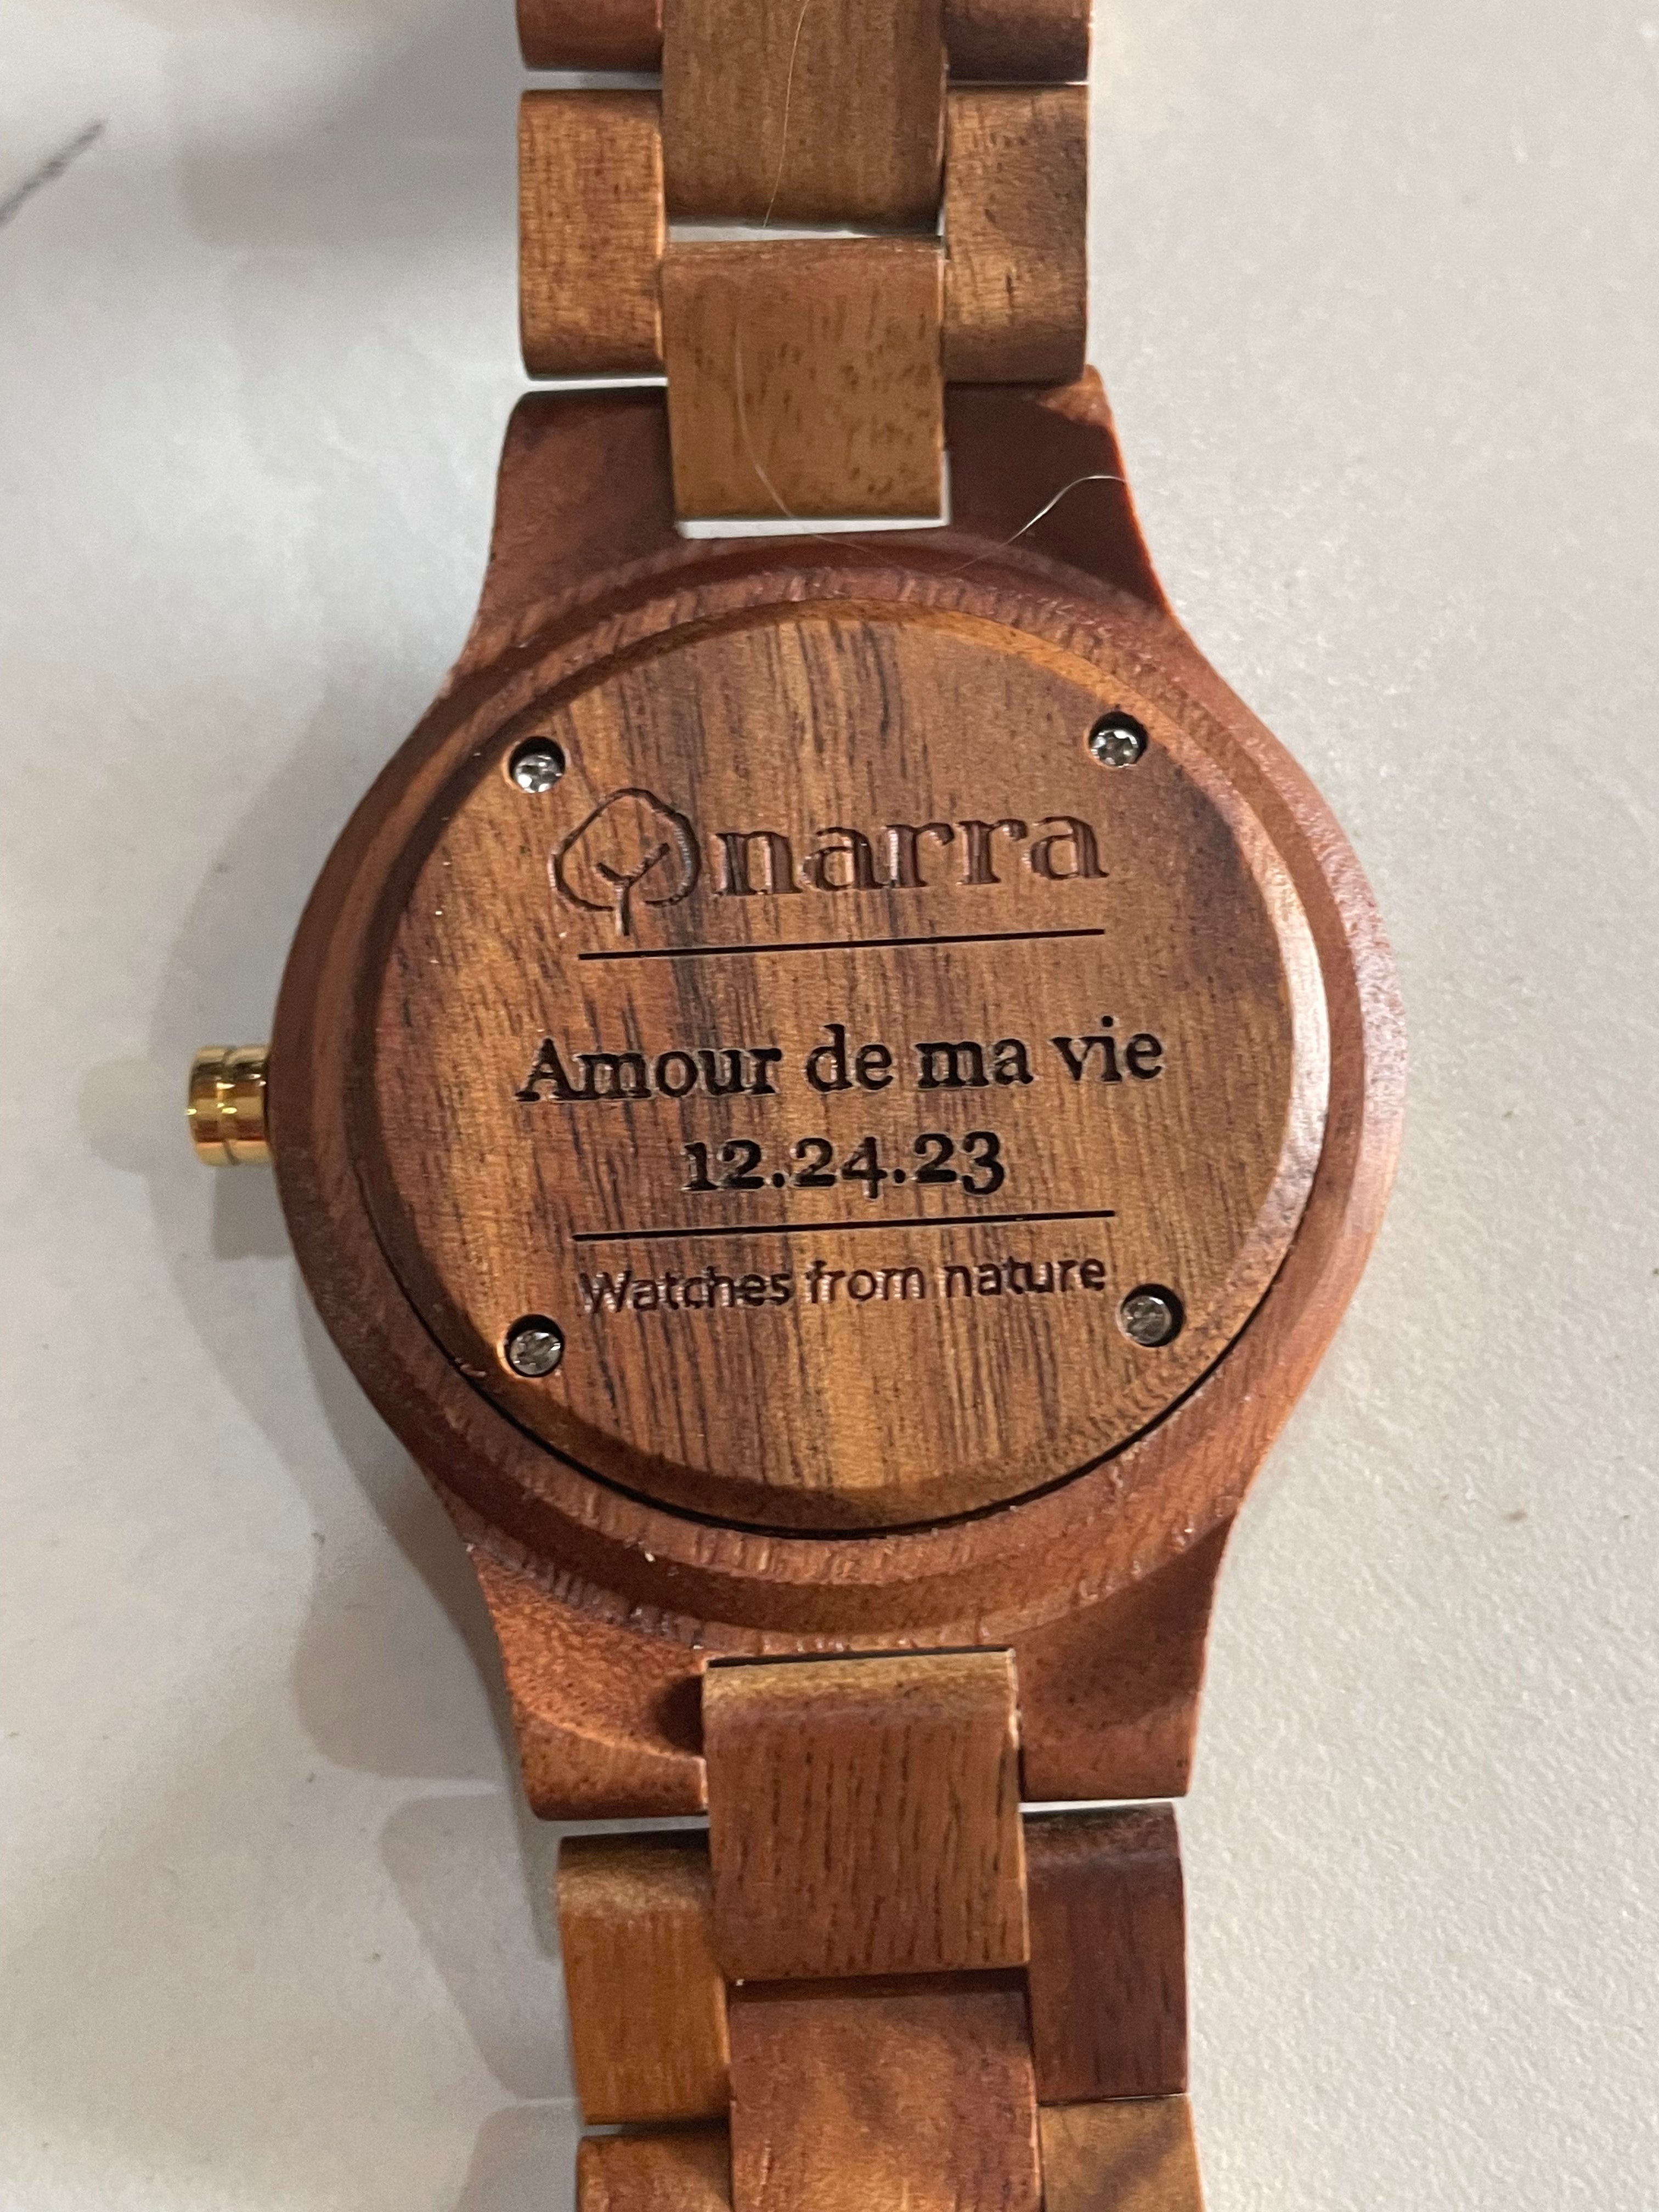 narra
Amour de ma vie
12.24.23
Watches from nature